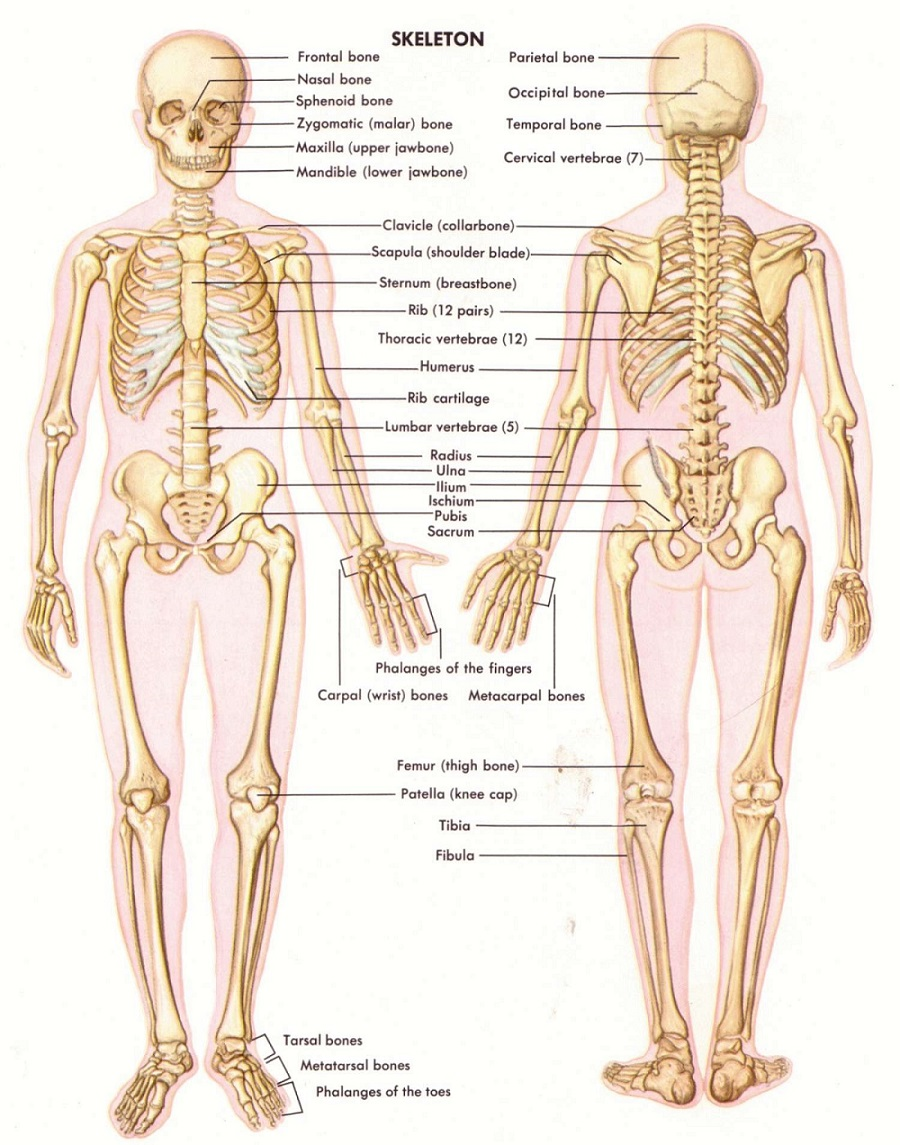 SKELETON
Frontal bone
Nasal bone
Sphenoid bone
Zygomatic (malar) bone
Maxilla (upper jawbone)
Mandible (lower jawbone)
Parietal bone
Occipital bone
Temporal bone
Cervical vertebrae (7)
Clavicle (collarbone)
Scapula (shoulder blade)
Sternum (breastbone)
Rib (12 pairs)
Thoracic vertebrae (12)
Humerus
Rib cartilage
Lumbar vertebrae (5)
Radius
Ulna
Ilium
Ischium
Pubis
Sacrum
Phalanges of the fingers
Carpal (wrist) bones
Metacarpal bones
Femur (thigh bone)
Patella (knee cap)
Tibia
Fibula
Tarsal bones
Metatarsal bones
Phalanges of the toes